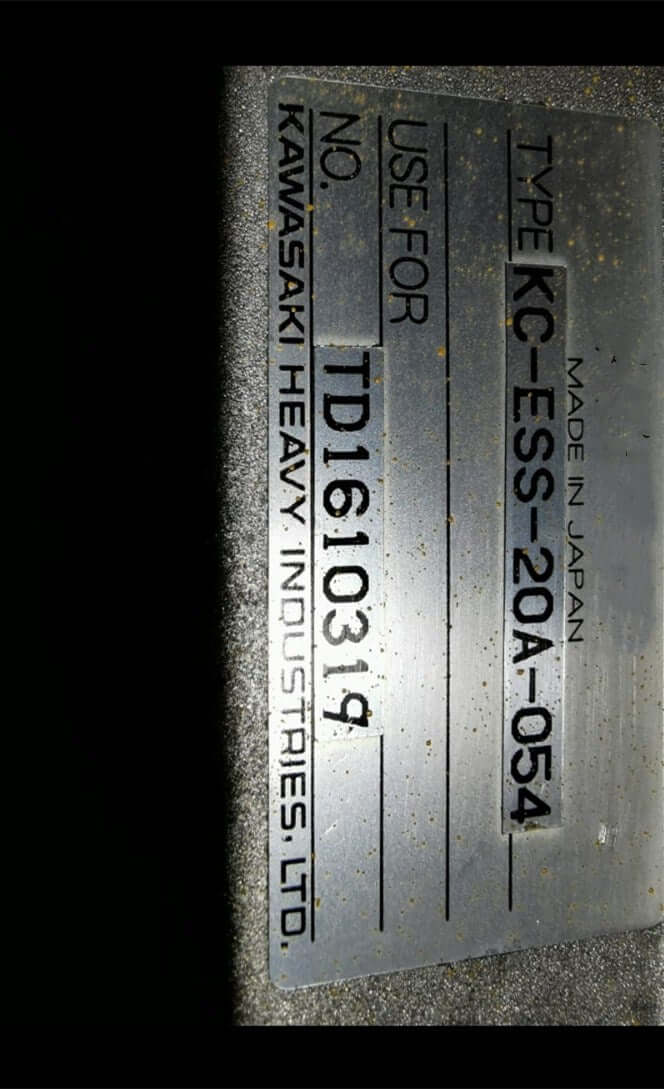 MADE IN JAPAN
TYPE KC-ESS-20A-054
USE FOR
NO. TD1610319
KAWASAKI HEAVY INDUSTRIES, LTD.